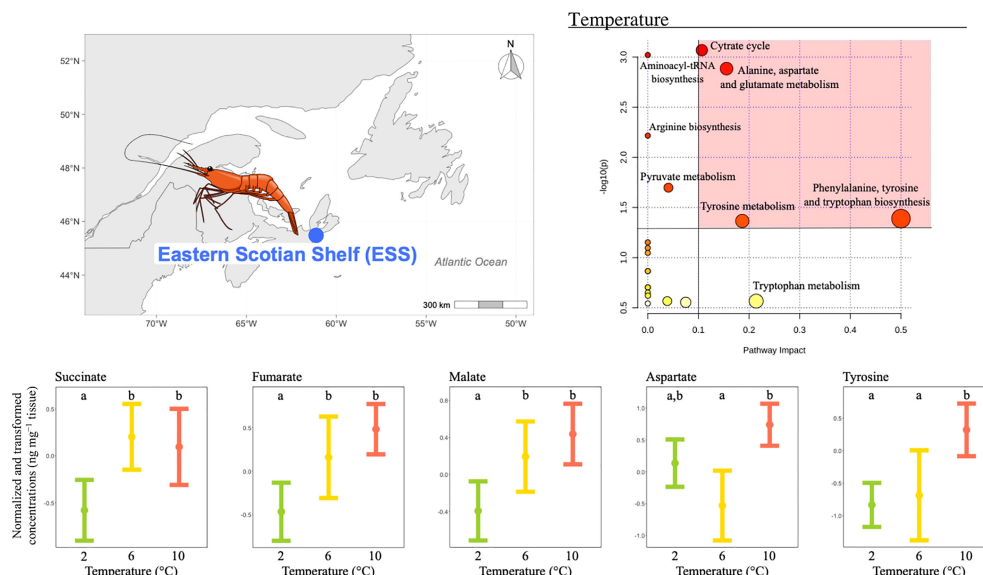 Temperature
52°N
50°N
48°N
46°N
44°N
N
Eastern Scotian Shelf (ESS)
Atlantic Ocean
300 km
70°W
65°W
60°W
55°W
50°W
-log10(p)
3.0
2.5
2.0
1.5
1.0
0.5
Cytrate cycle
Aminoacyl-tRNA
biosynthesis
Alanine, aspartate
and glutamate metabolism
Arginine biosynthesis
Pyruvate metabolism
Phenylalanine, tyrosine
and tryptophan biosynthesis
Tyrosine metabolism
Tryptophan metabolism
0.0
0.1
0.2
0.3
0.4
0.5
Pathway Impact
Normalized and transformed
concentrations (ng mg⁻¹ tissue)
Succinate
a
b
b
0.5
0.0
-0.5
2
6
10
Temperature (°C)
Fumarate
a
b
b
0.5
0.0
-0.5
2
6
10
Temperature (°C)
Malate
a
b
b
0.8
0.4
0.0
-0.4
2
6
10
Temperature (°C)
Aspartate
a,b
a
b
1.0
0.5
0.0
-0.5
-1.0
2
6
10
Temperature (°C)
Tyrosine
a
a
b
0.5
0.0
-0.5
-1.0
2
6
10
Temperature (°C)